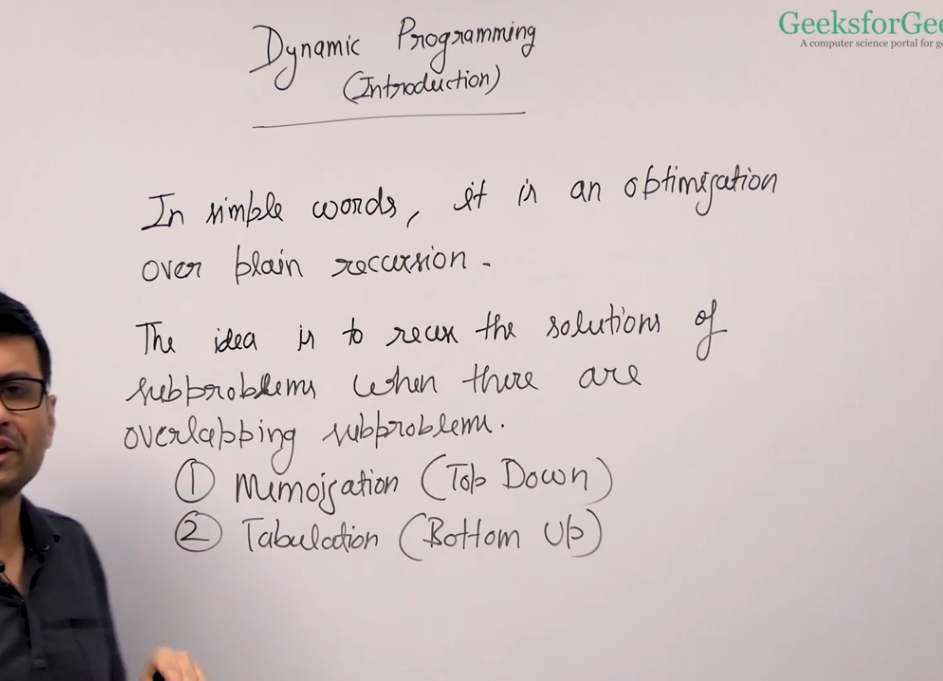 GeeksforGee
A computer science portal for ge
Dynamic Programming
(Introduction)
In simple words, it is an optimization
over plain recursion.
The idea is to reuse the solutions of
subproblems when there are
overlapping subproblems.
① Memoization (Top Down)
② Tabulation (Bottom Up)